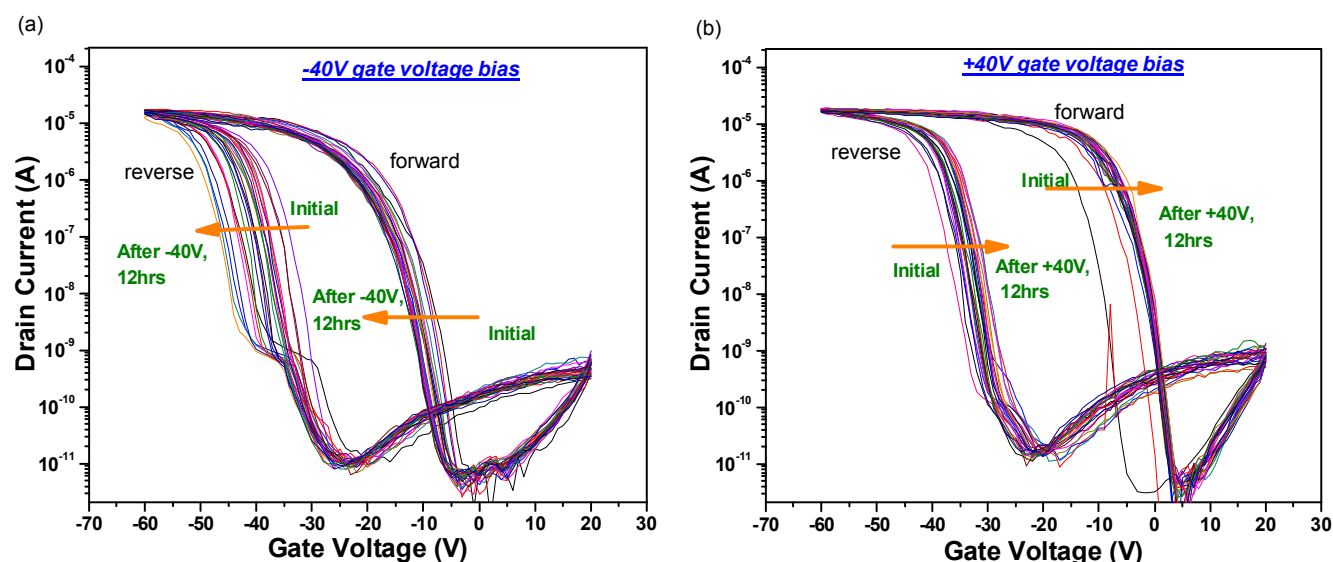 (a)
-40V gate voltage bias
10⁻⁴
10⁻⁵
10⁻⁶
10⁻⁷
10⁻⁸
10⁻⁹
10⁻¹⁰
10⁻¹¹
Drain Current (A)
forward
reverse
Initial
After -40V,
12hrs
After -40V,
12hrs
Initial
-70 -60 -50 -40 -30 -20 -10 0 10 20 30
Gate Voltage (V)
(b)
+40V gate voltage bias
10⁻⁴
10⁻⁵
10⁻⁶
10⁻⁷
10⁻⁸
10⁻⁹
10⁻¹⁰
10⁻¹¹
Drain Current (A)
forward
reverse
Initial
After +40V,
12hrs
Initial
After +40V,
12hrs
-70 -60 -50 -40 -30 -20 -10 0 10 20 30
Gate Voltage (V)